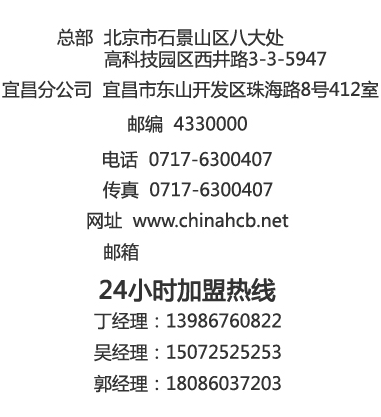 总部 北京市石景山区八大处
高科技园区西井路3-3-5947
宜昌分公司 宜昌市东山开发区珠海路8号412室
邮编 4330000
电话 0717-6300407
传真 0717-6300407
网址 www.chinahcb.net
邮箱
24小时加盟热线
丁经理：13986760822
吴经理：15072525253
郭经理：18086037203